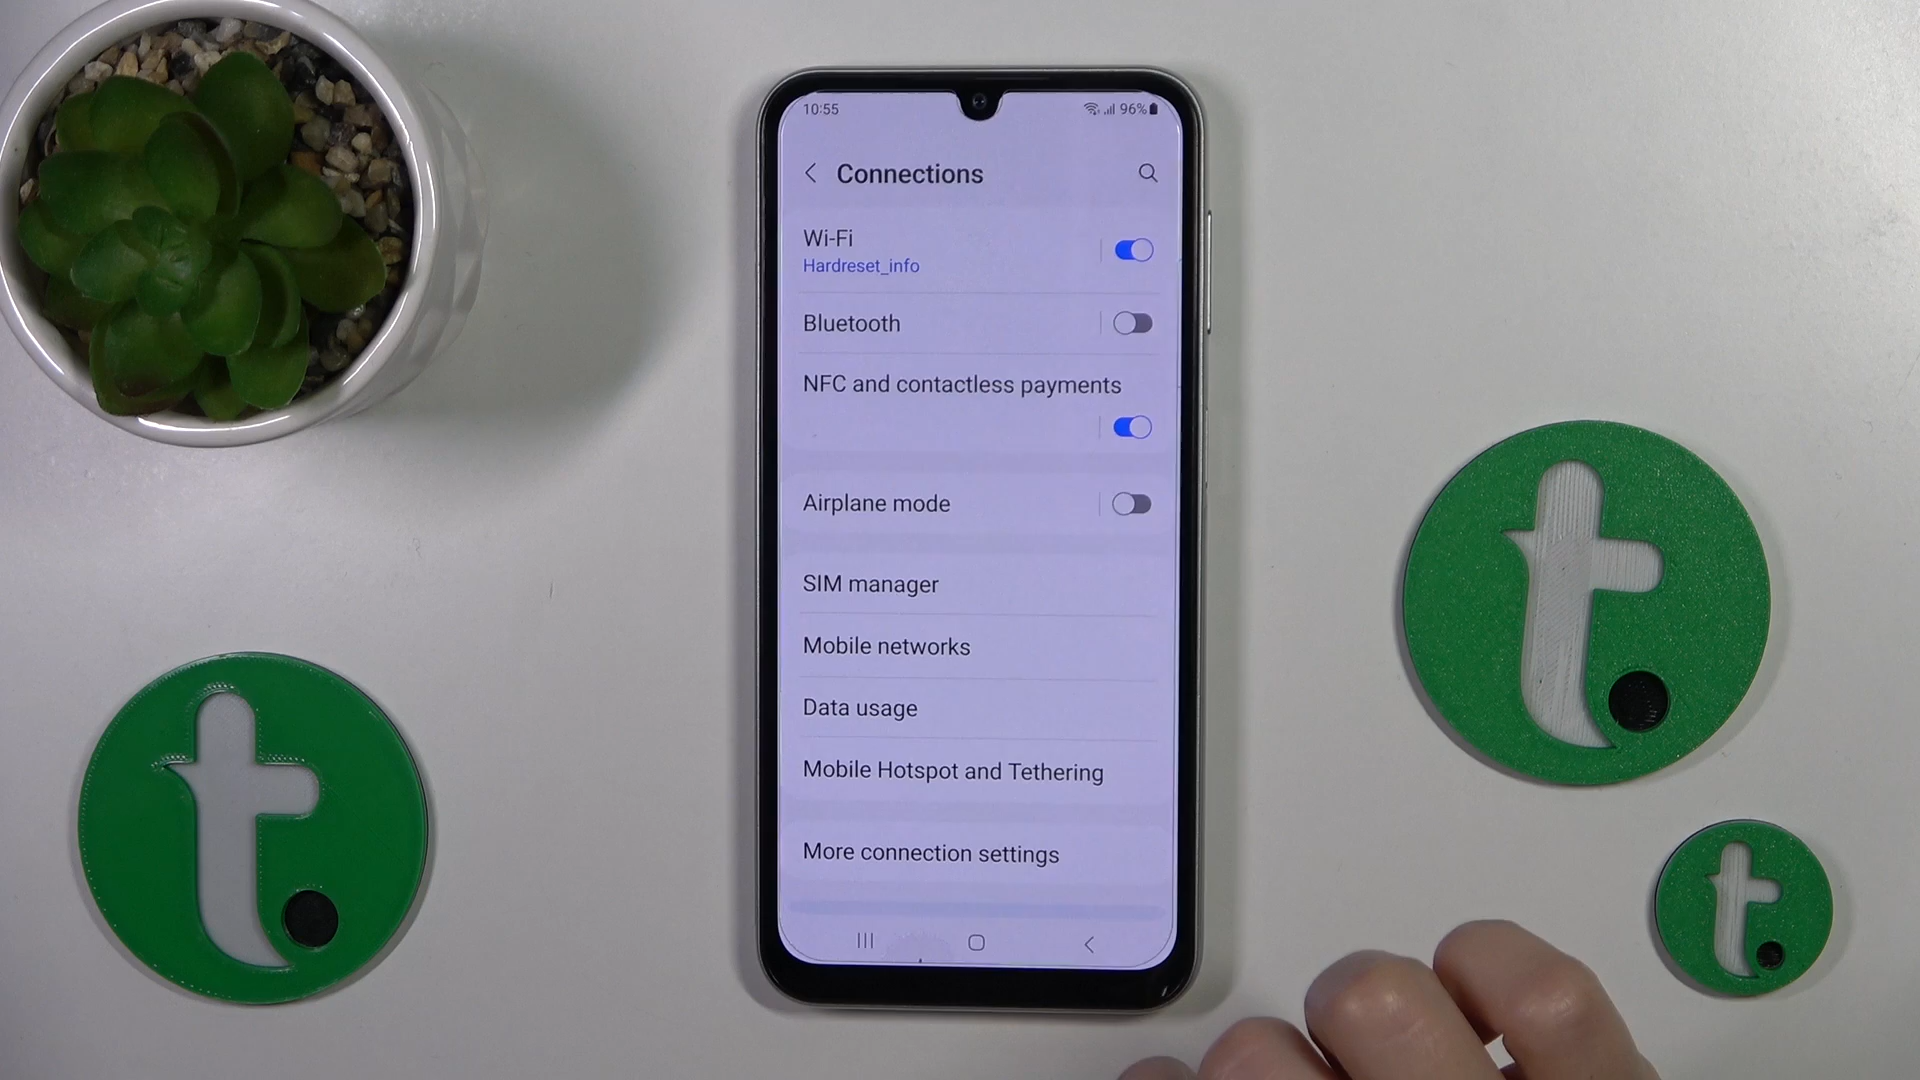 10:55
96%
Connections
Wi-Fi
Hardreset_info
Bluetooth
NFC and contactless payments
Airplane mode
SIM manager
Mobile networks
Data usage
Mobile Hotspot and Tethering
More connection settings
t.
t.
t.